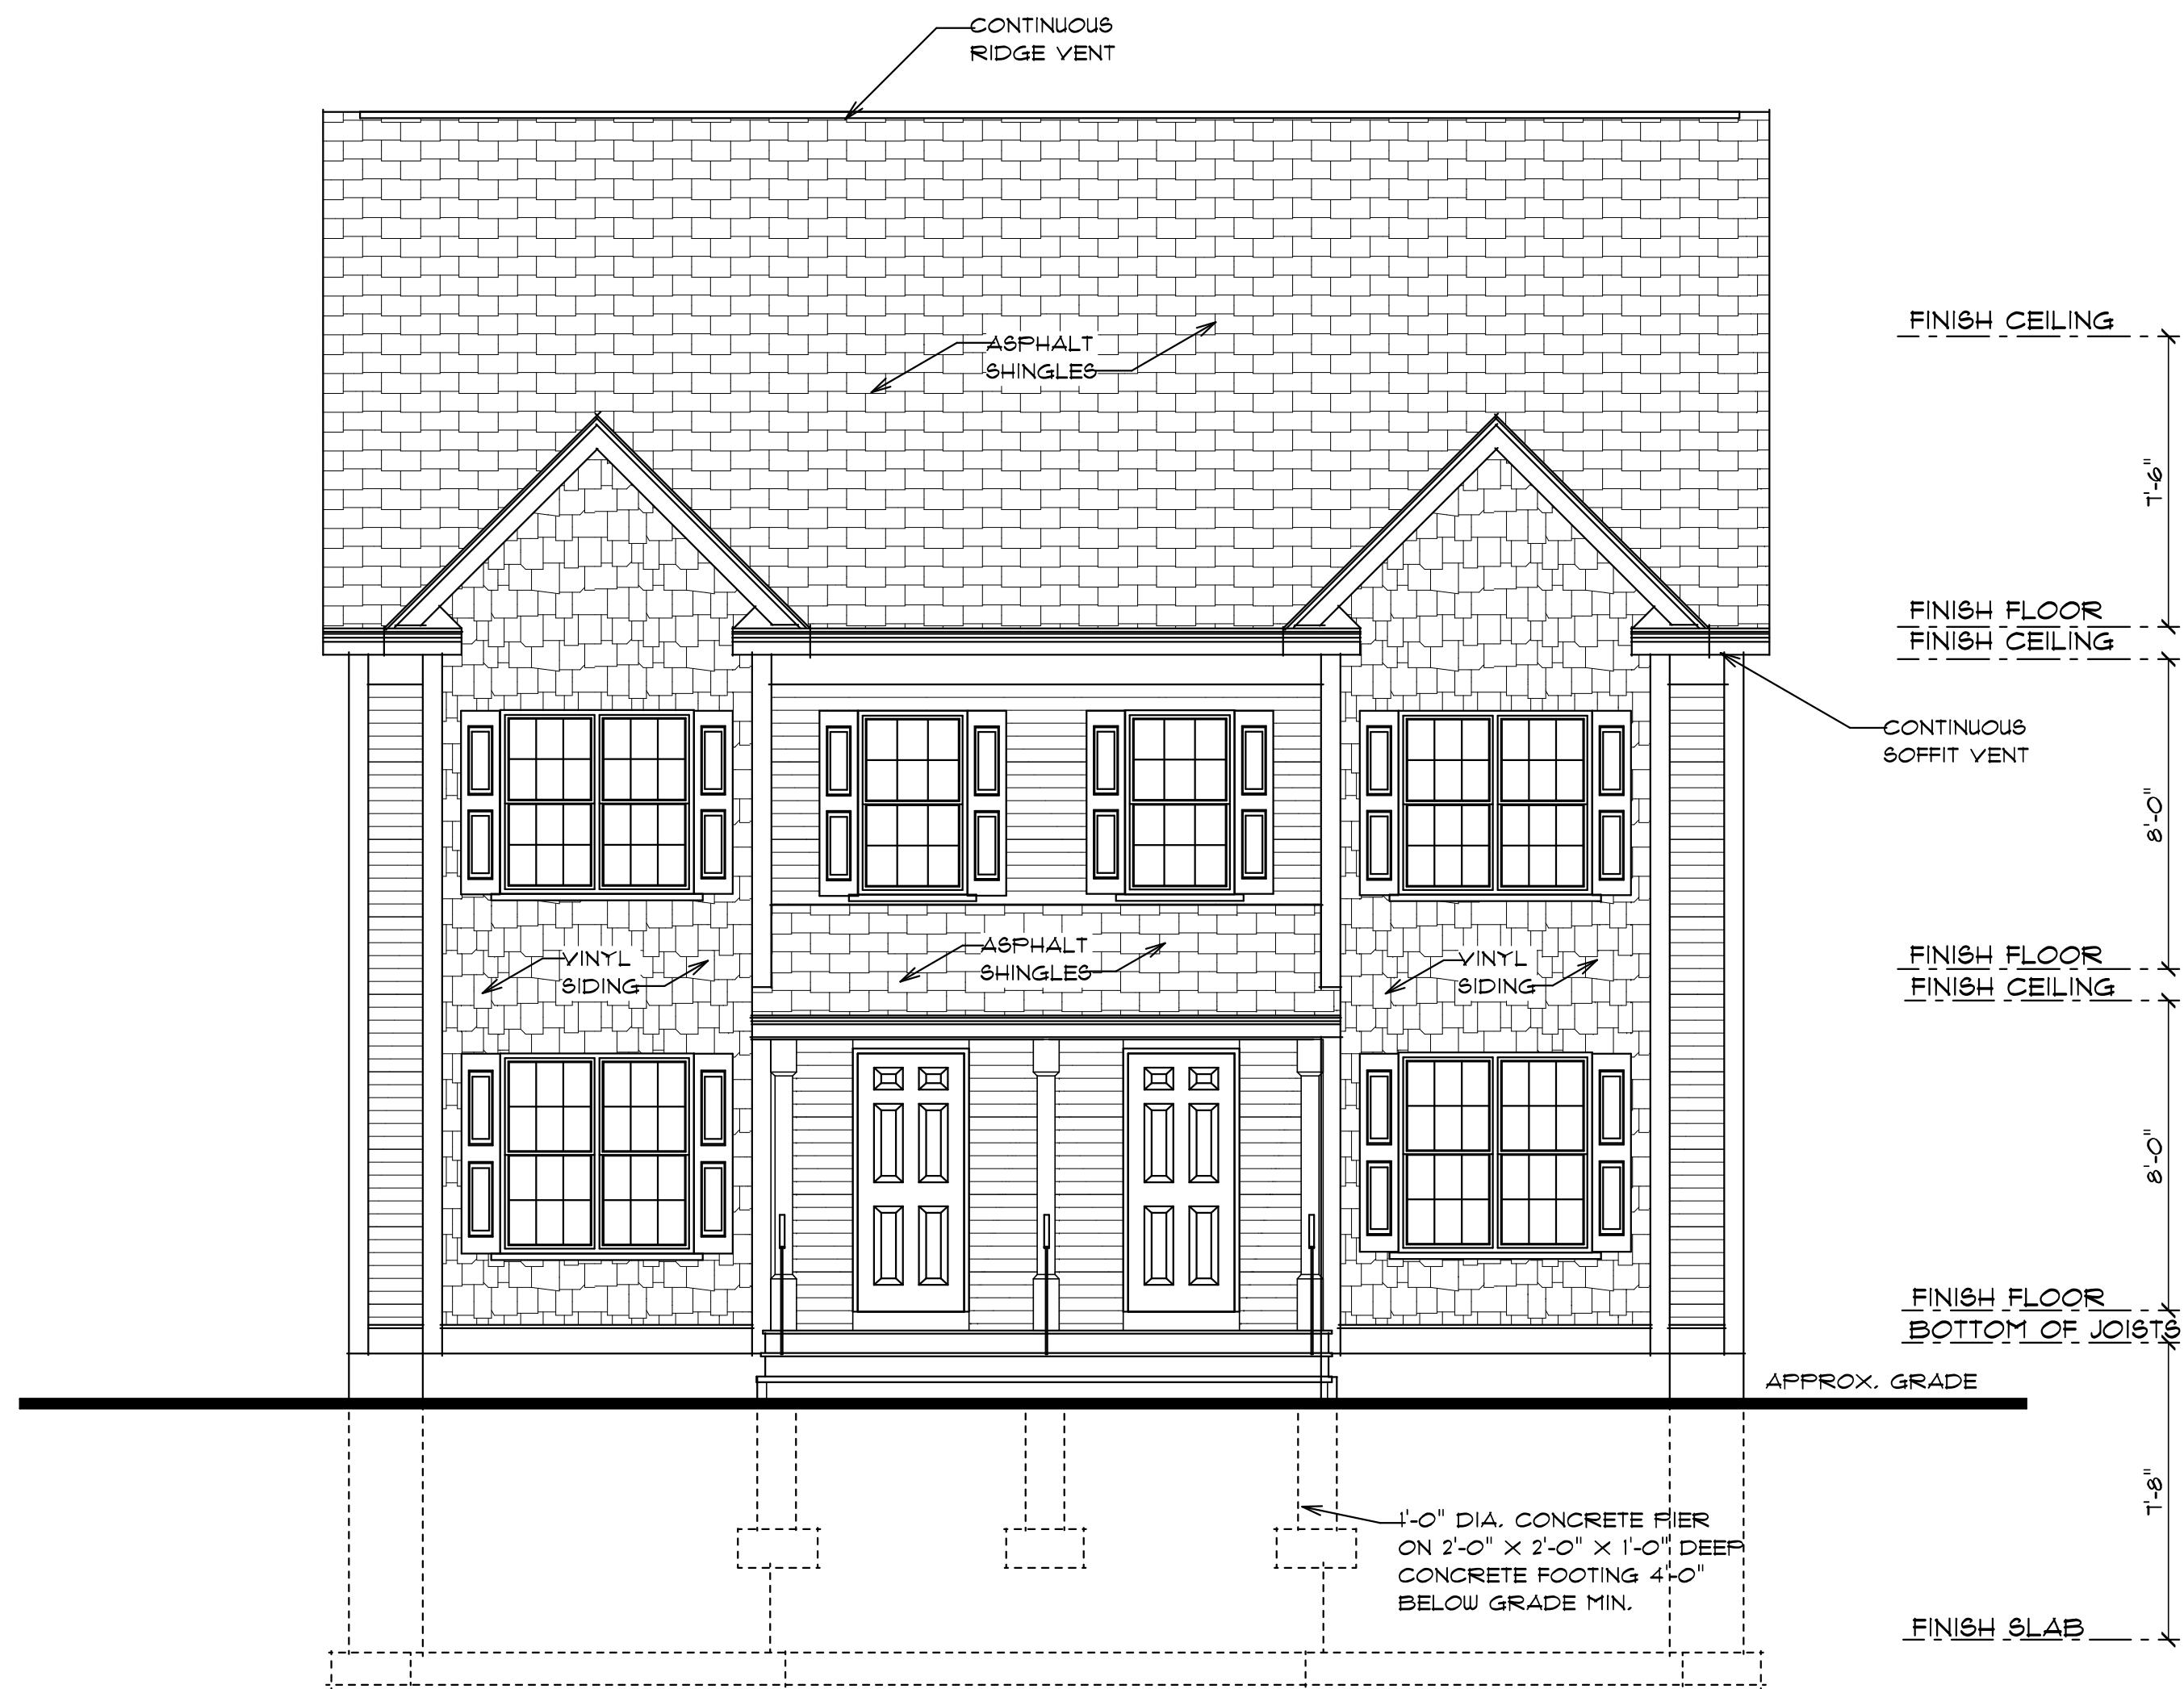 CONTINUOUS
RIDGE VENT
ASPHALT
SHINGLES
FINISH CEILING
7'-6"
FINISH FLOOR
FINISH CEILING
CONTINUOUS
SOFFIT VENT
8'-0"
VINYL
SIDING
ASPHALT
SHINGLES
VINYL
SIDING
FINISH FLOOR
FINISH CEILING
8'-0"
FINISH FLOOR
BOTTOM OF JOISTS
APPROX. GRADE
7'-8"
1'-0" DIA. CONCRETE PIER
ON 2'-0" X 2'-0" X 1'-0" DEEP
CONCRETE FOOTING 4'-0"
BELOW GRADE MIN.
FINISH SLAB